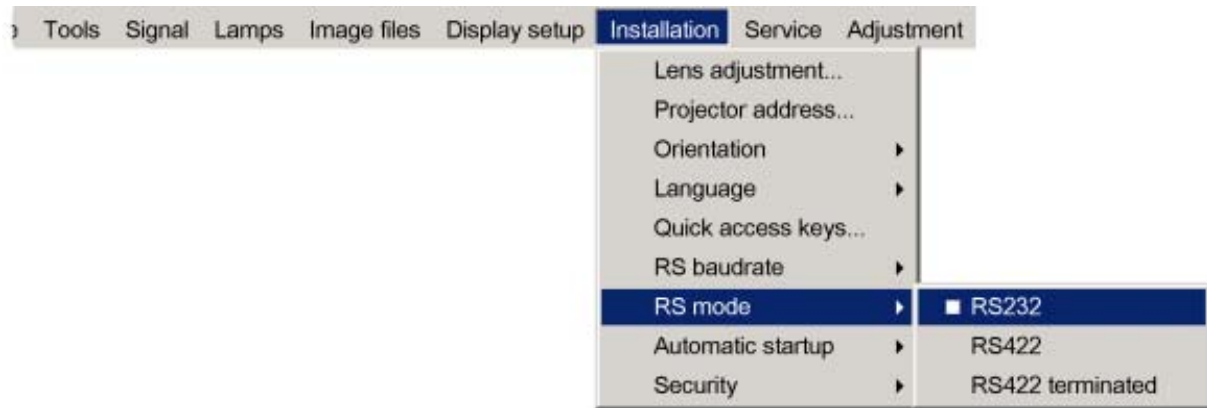 Tools Signal Lamps Image files Display setup Installation Service Adjustment
Lens adjustment...
Projector address...
Orientation
Language
Quick access keys...
RS baudrate
RS mode
RS232
Automatic startup
RS422
Security
RS422 terminated